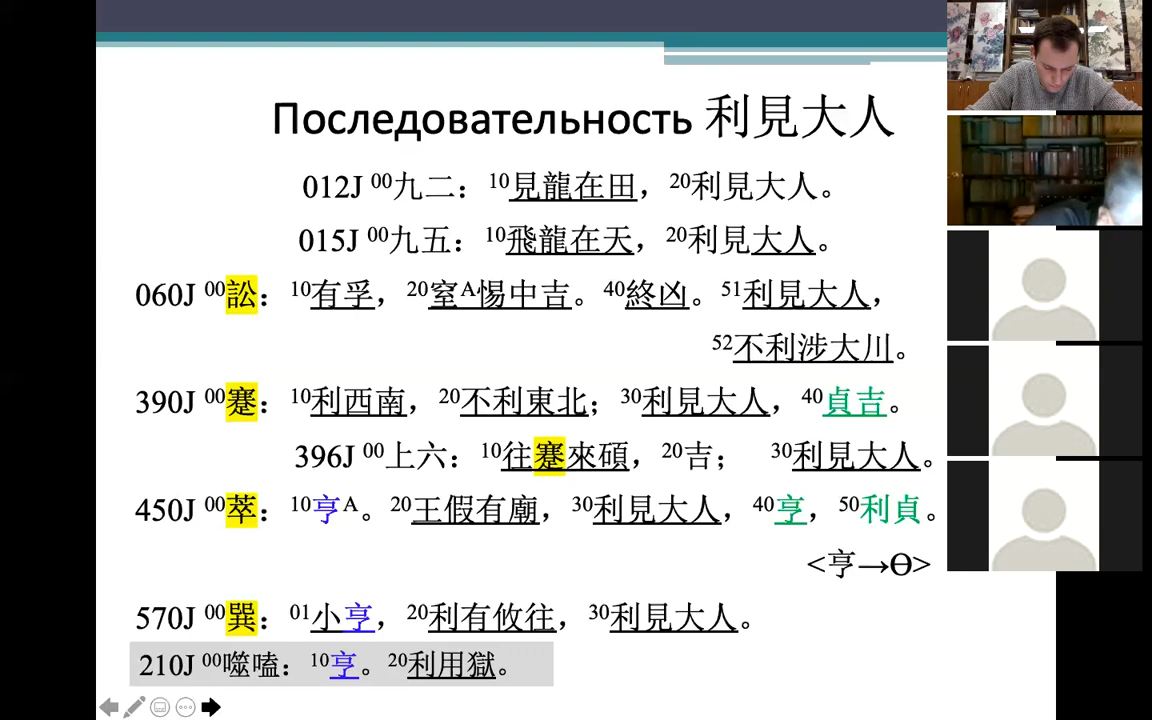 Последовательность 利見大人
012J ⁰⁰九二：¹⁰見龍在田，²⁰利見大人。
015J ⁰⁰九五：¹⁰飛龍在天，²⁰利見大人。
060J ⁰⁰訟：¹⁰有孚，²⁰窒ᴬ惕中吉。⁴⁰終凶。⁵¹利見大人，
⁵²不利涉大川。
390J ⁰⁰蹇：¹⁰利西南，²⁰不利東北；³⁰利見大人，⁴⁰貞吉。
396J ⁰⁰上六：¹⁰往蹇來碩，²⁰吉；³⁰利見大人。
450J ⁰⁰萃：¹⁰亨ᴬ。²⁰王假有廟，³⁰利見大人，⁴⁰亨，⁵⁰利貞。
<亨→Ө>
570J ⁰⁰巽：⁰¹小亨，²⁰利有攸往，³⁰利見大人。
210J ⁰⁰噬嗑：¹⁰亨。²⁰利用獄。